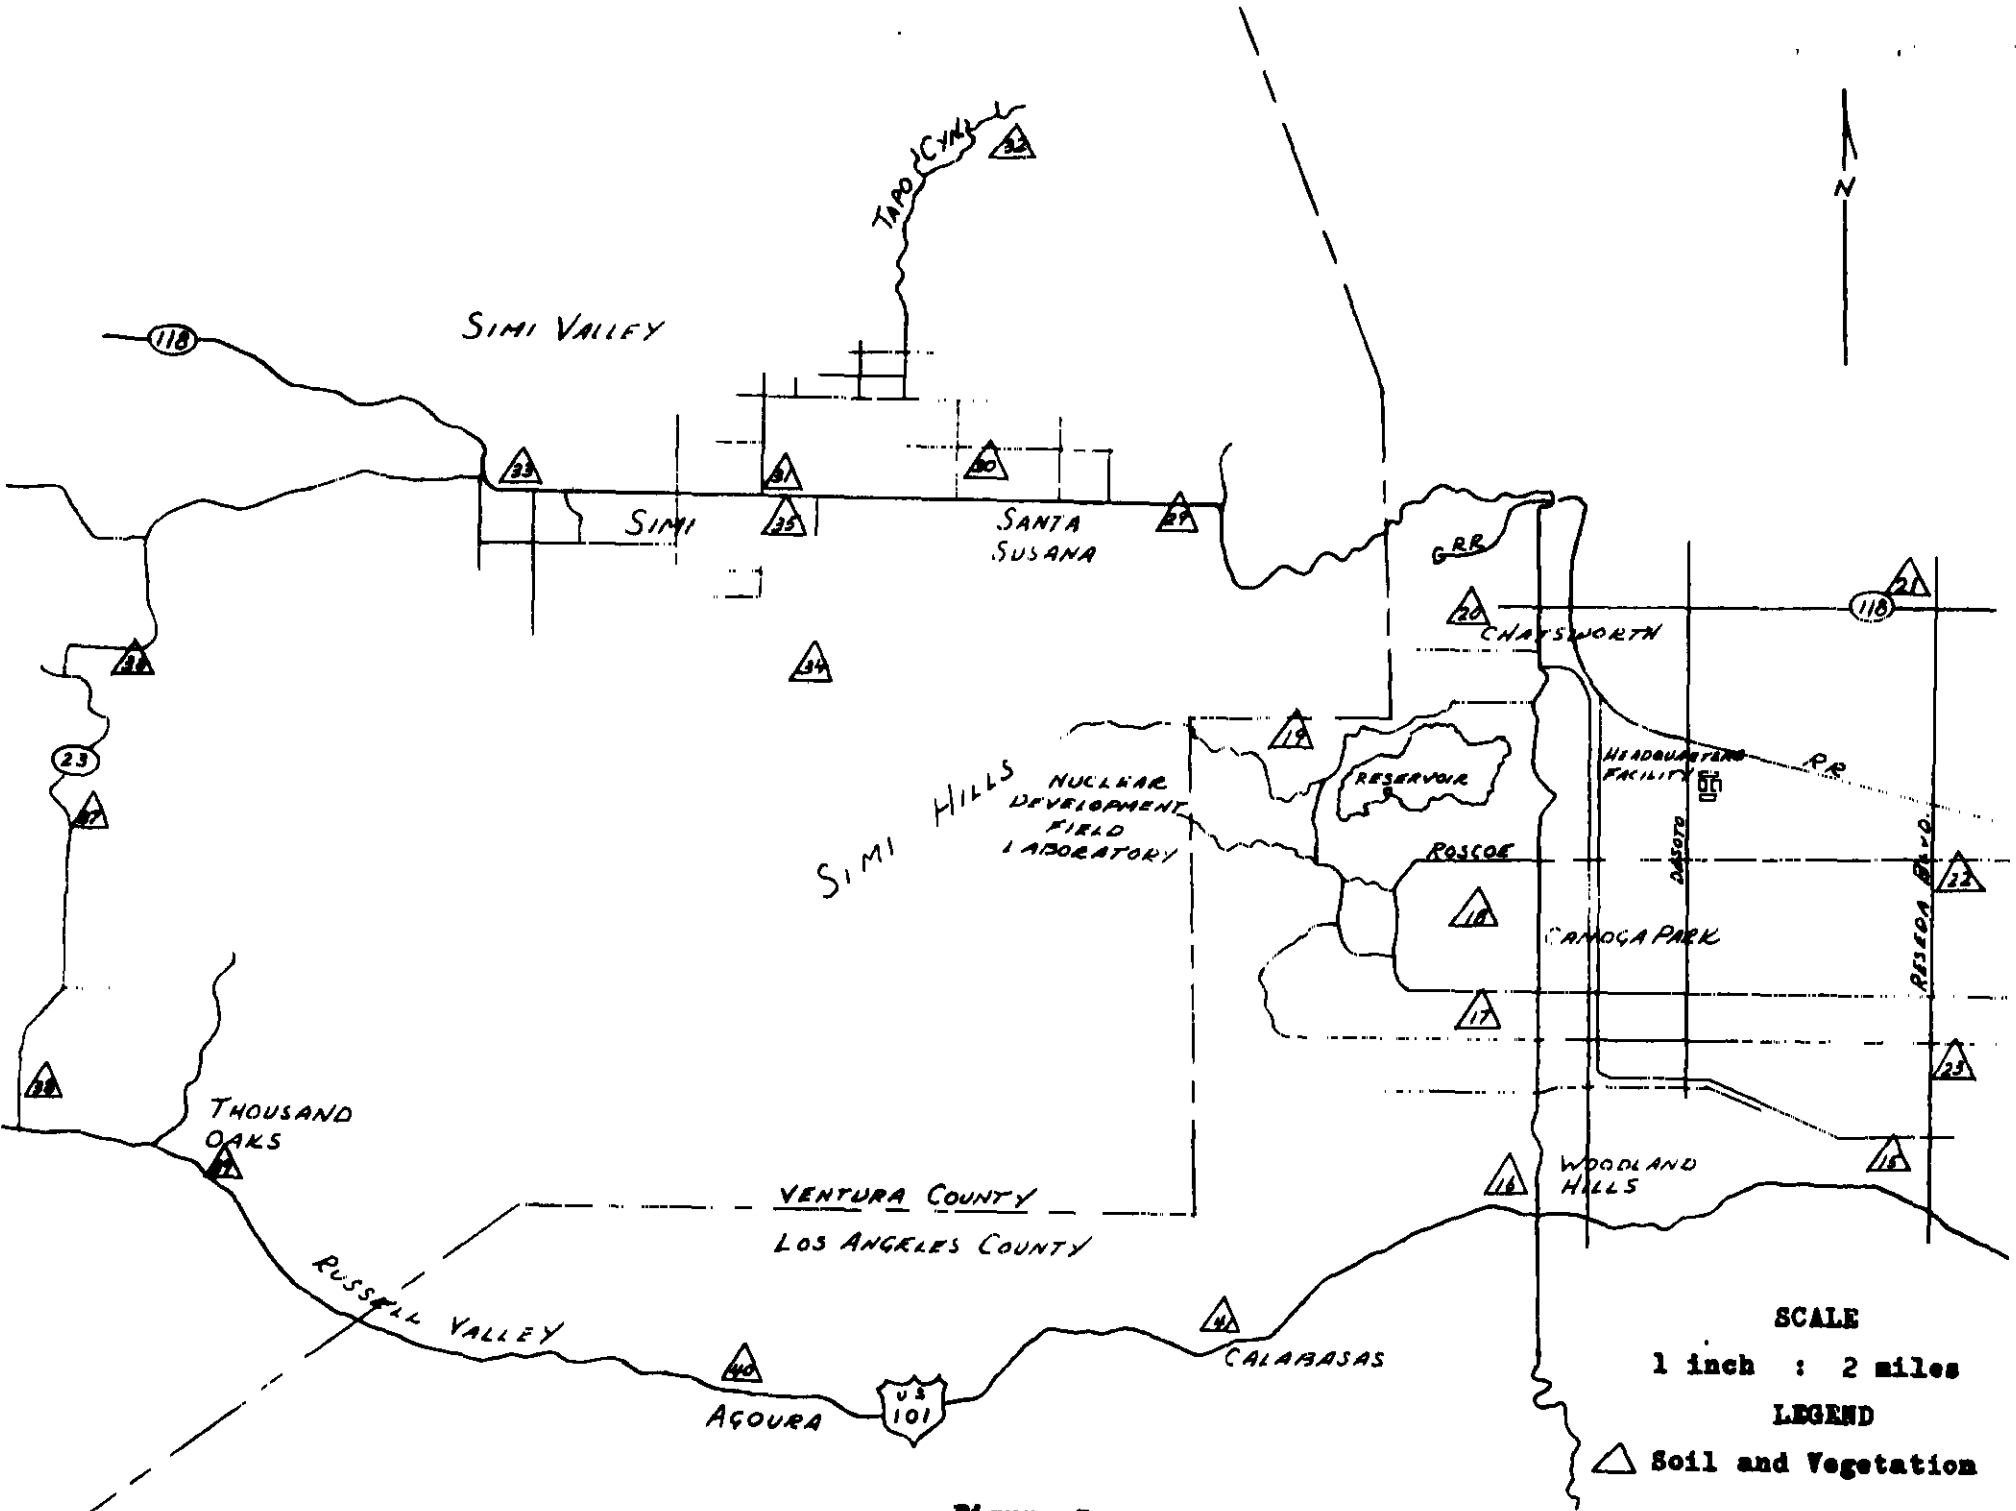 CYN.
32
TAPO
N
SIMI VALLEY
118
33
31
30
SIMI
35
SANTA
SUSANA
29
RR
21
118
20
CHATSWORTH
36
34
19
23
SIMI HILLS
NUCLEAR
DEVELOPMENT
FIELD
LABORATORY
RESERVOIR
HEADQUARTERS
FACILITY
RR
37
ROSCOE
DESOTO
RESEDA BLVD.
22
18
CANOGA PARK
17
23
38
THOUSAND
OAKS
15
16
WOODLAND
HILLS
VENTURA COUNTY
LOS ANGELES COUNTY
RUSSELL VALLEY
41
CALABASAS
40
AGOURA
US
101
SCALE
1 inch : 2 miles
LEGEND
Soil and Vegetation